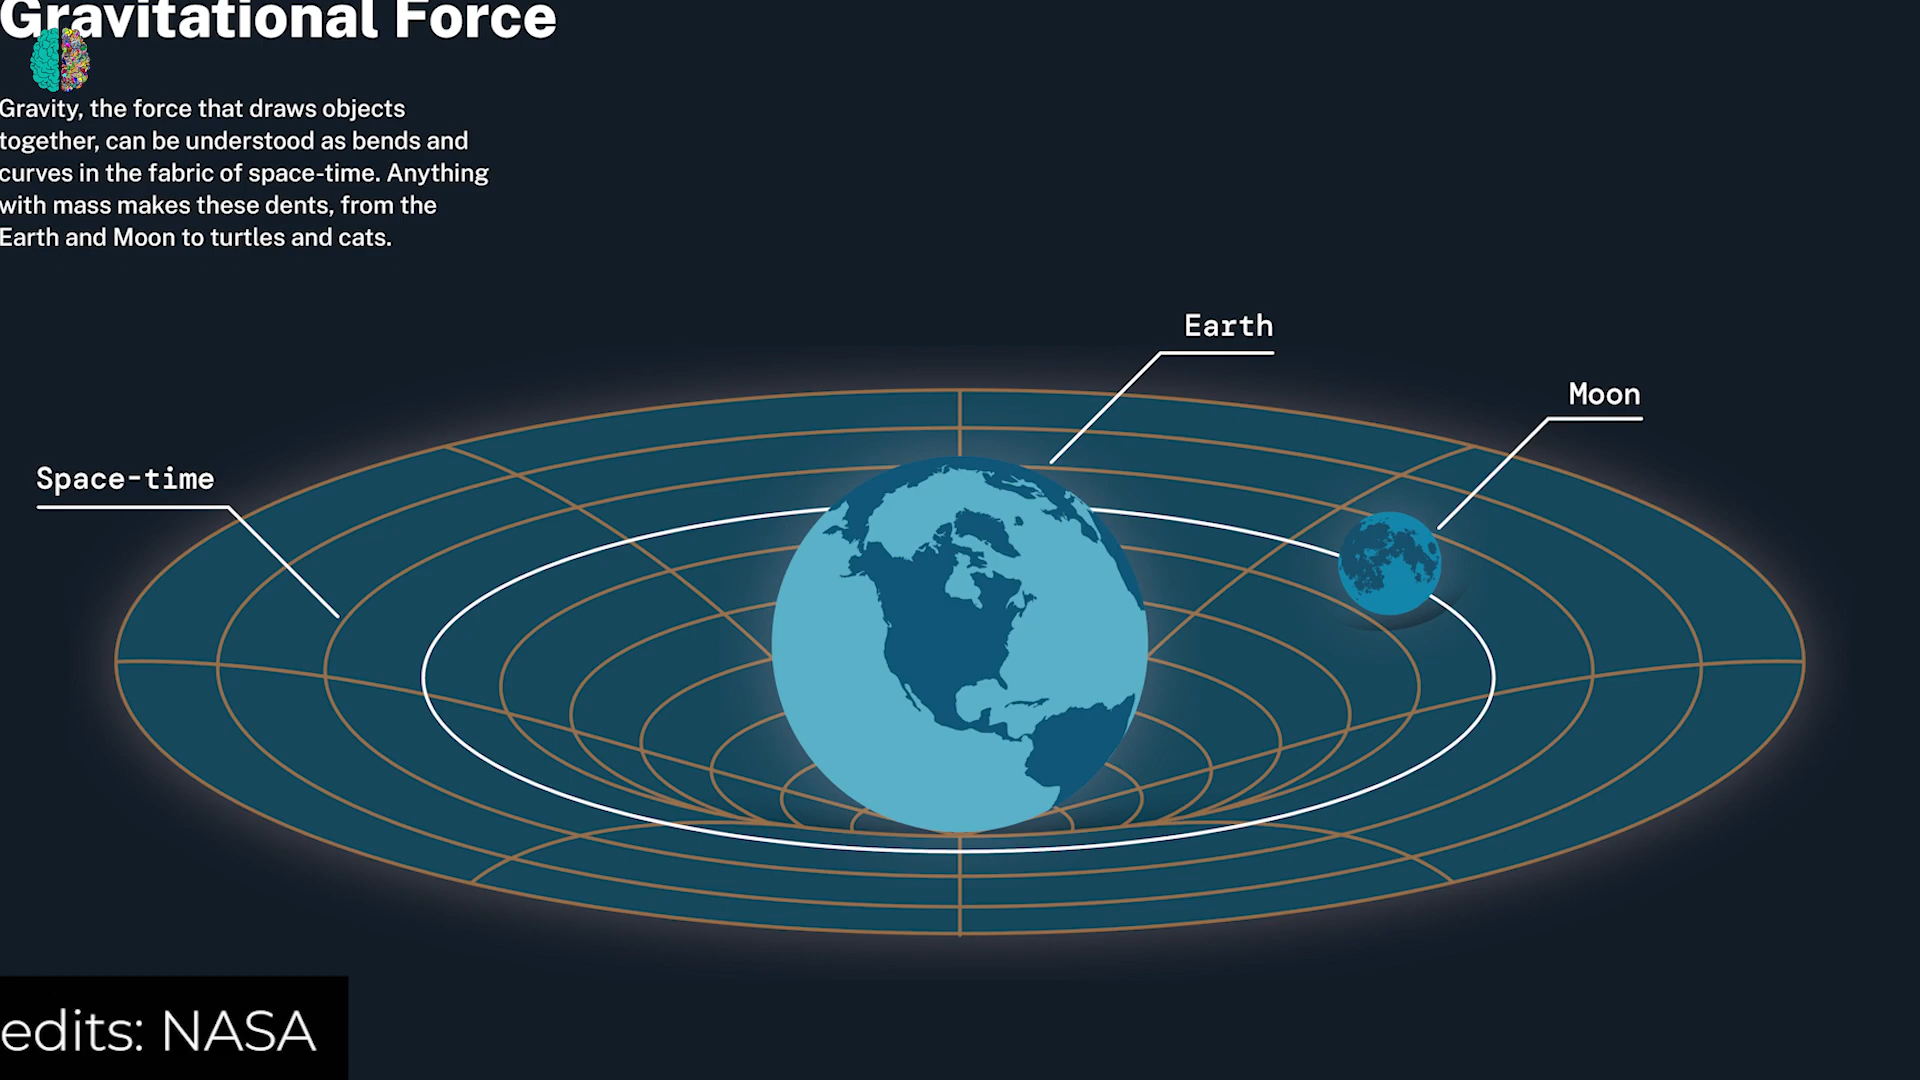 Gravitational Force
Gravity, the force that draws objects
together, can be understood as bends and
curves in the fabric of space-time. Anything
with mass makes these dents, from the
Earth and Moon to turtles and cats.
Earth
Moon
Space-time
edits: NASA